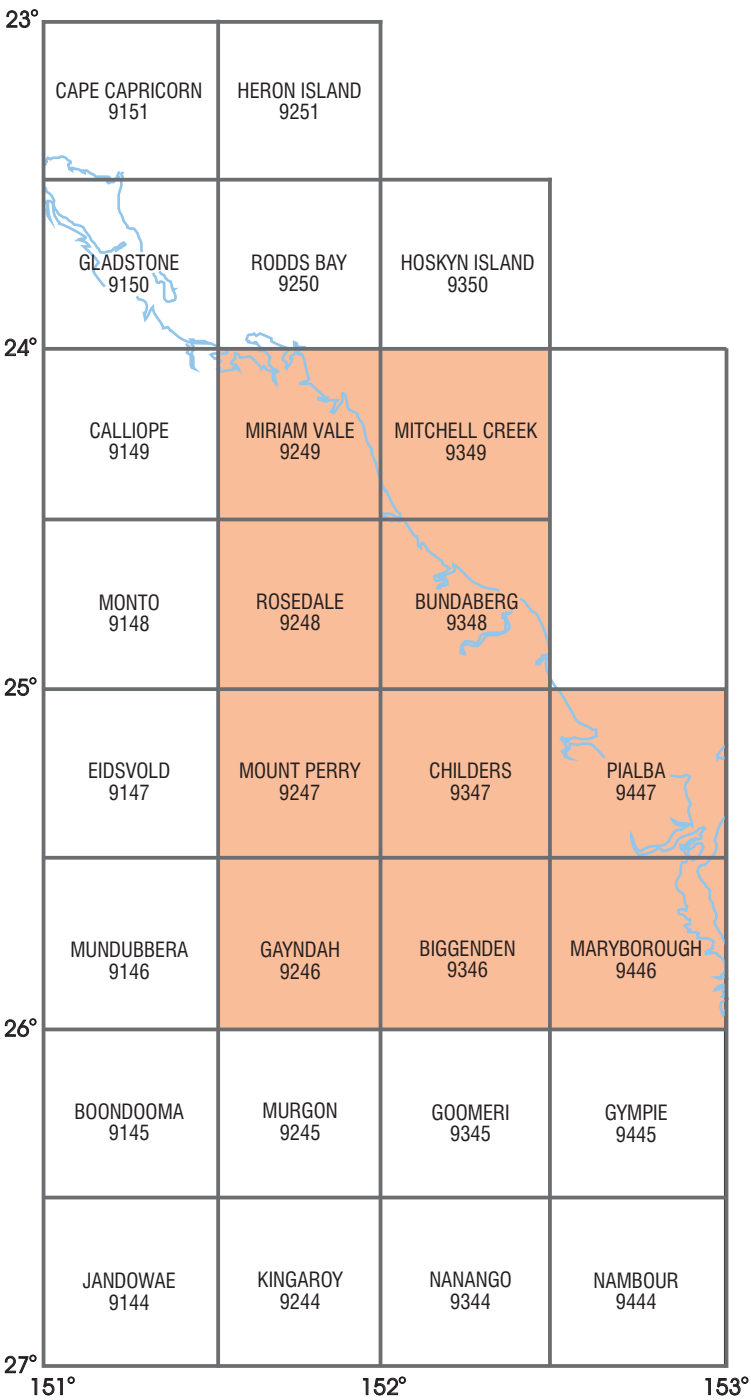 23°
CAPE CAPRICORN
9151
HERON ISLAND
9251
GLADSTONE
9150
RODDS BAY
9250
HOSKYN ISLAND
9350
24°
CALLIOPE
9149
MIRIAM VALE
9249
MITCHELL CREEK
9349
MONTO
9148
ROSEDALE
9248
BUNDABERG
9348
25°
EIDSVOLD
9147
MOUNT PERRY
9247
CHILDERS
9347
PIALBA
9447
MUNDUBBERA
9146
GAYNDAH
9246
BIGGENDEN
9346
MARYBOROUGH
9446
26°
BOONDOOMA
9145
MURGON
9245
GOOMERI
9345
GYMPIE
9445
JANDOWAE
9144
KINGAROY
9244
NANANGO
9344
NAMBOUR
9444
27°
151°
152°
153°